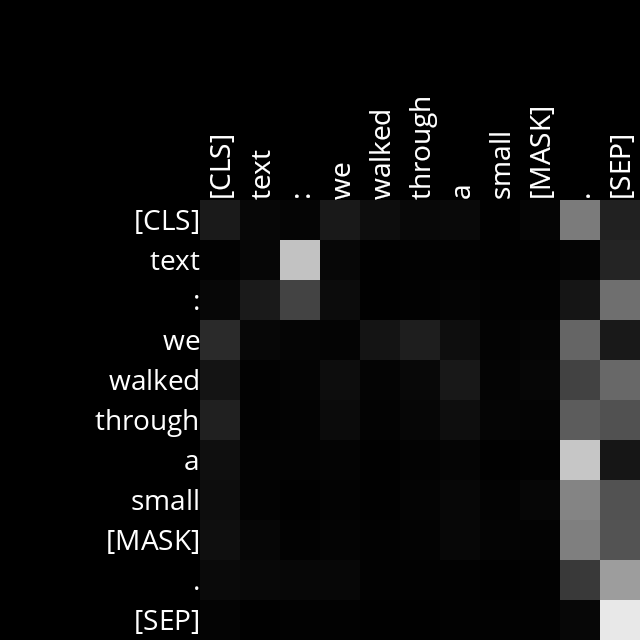 [CLS] text : we walked through a small [MASK] . [SEP]
[CLS]
text
:
we
walked
through
a
small
[MASK]
.
[SEP]